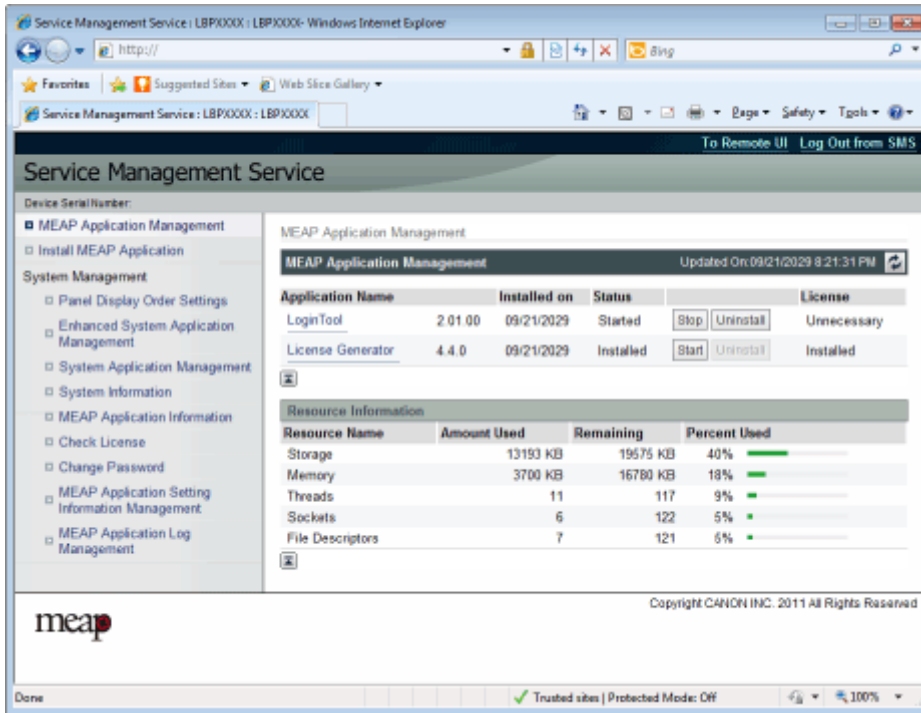 Service Management Service : LBPXXXX : LBPXXXX- Windows Internet Explorer
http://
Bing
Favorites Suggested Sites Web Slice Gallery
Service Management Service : LBPXXXX : LBPXXXX
Page Safety Tools
To Remote UI Log Out from SMS
Service Management Service
Device Serial Number:
MEAP Application Management
Install MEAP Application
System Management
Panel Display Order Settings
Enhanced System Application
Management
System Application Management
System Information
MEAP Application Information
Check License
Change Password
MEAP Application Setting
Information Management
MEAP Application Log
Management
MEAP Application Management
MEAP Application Management Updated On:09/21/2029 8:21:31 PM
Application Name Installed on Status License
LoginTool 2.01.00 09/21/2029 Started Stop Uninstall Unnecessary
License Generator 4.4.0 09/21/2029 Installed Start Uninstall Installed
Resource Information
Resource Name Amount Used Remaining Percent Used
Storage 13193 KB 19575 KB 40%
Memory 3700 KB 16780 KB 18%
Threads 11 117 9%
Sockets 6 122 5%
File Descriptors 7 121 6%
Copyright CANON INC. 2011 All Rights Reserved
meap
Done Trusted sites | Protected Mode: Off 100%